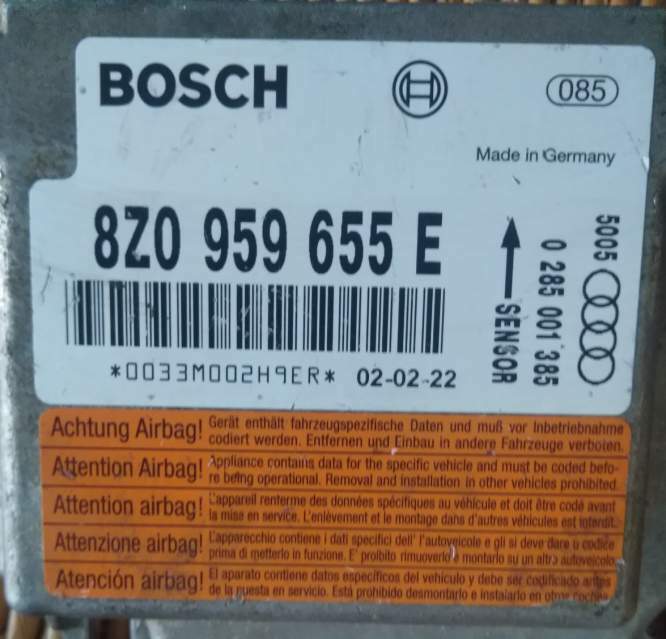 BOSCH
085
Made in Germany
8Z0 959 655 E
SENSOR
0 285 001 385
5005
*0033M002H9ER* 02-02-22
Achtung Airbag! Gerät enthält fahrzeugspezifische Daten und muß vor Inbetriebnahme
codiert werden. Entfernen und Einbau in andere Fahrzeuge verboten.
Attention Airbag! Appliance contains data for the specific vehicle and must be coded befo-
re being operational. Removal and installation in other vehicles prohibited.
Attention airbag! L'appareil renferme des données spécifiques au véhicule et doit être codé avant
la mise en service. L'enlèvement et le montage dans d'autres véhicules est interdit.
Attenzione airbag! L'apparecchio contiene i dati specifici dell' l'autoveicole e gli si deve dare u codice
prima di metterlo in funzione. E' proibito rimuoverlo e montarlo su un altra autoveicolo.
Atención airbag! El aparato contiene datos específicos del vehículo y debe ser codificado antes
de la puesta en servicio. Está prohibido desmontarlo e instalarlo en otros coches.